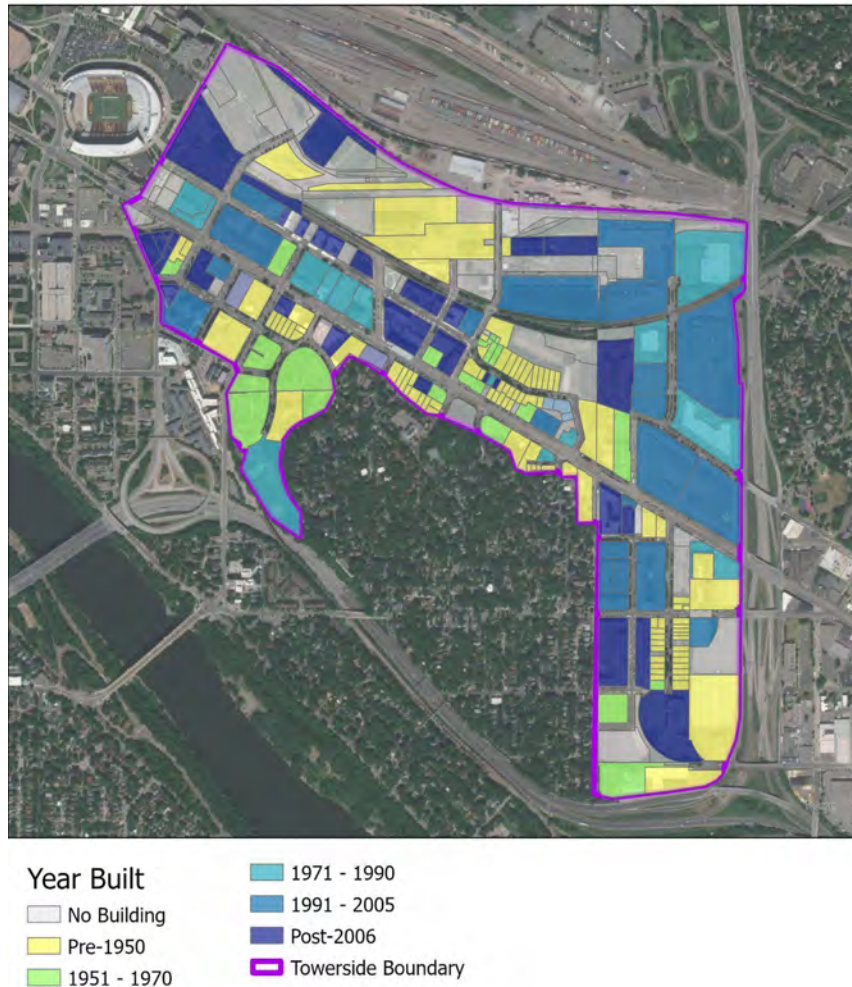 Year Built
No Building
Pre-1950
1951 - 1970
1971 - 1990
1991 - 2005
Post-2006
Towerside Boundary